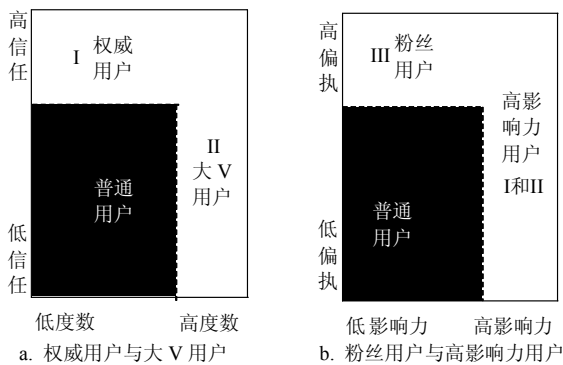 高信任
I 权威
用户
II
大 V
用户
普通
用户
低信任
低度数 高度数
a. 权威用户与大 V 用户
高偏执
III 粉丝
用户
高影
响力
用户
I和II
普通
用户
低偏执
低影响力 高影响力
b. 粉丝用户与高影响力用户